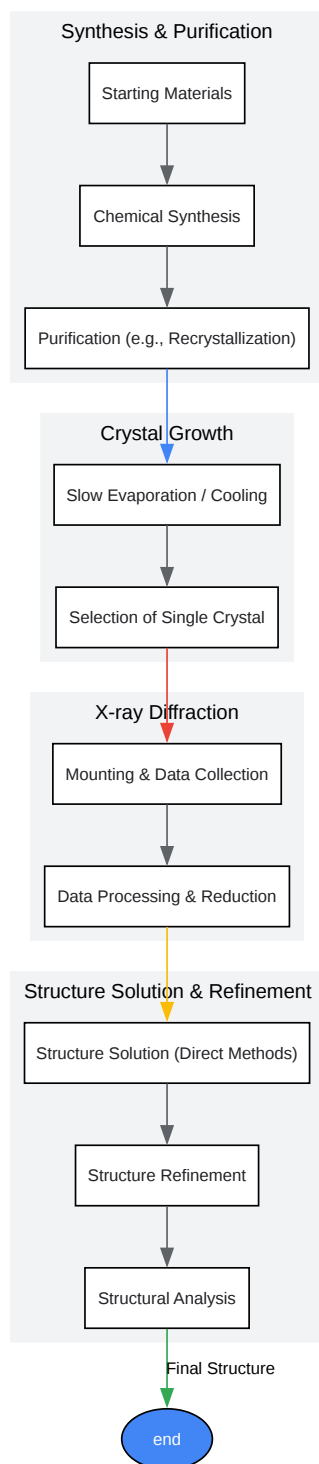 Synthesis & Purification
Starting Materials
Chemical Synthesis
Purification (e.g., Recrystallization)
Crystal Growth
Slow Evaporation / Cooling
Selection of Single Crystal
X-ray Diffraction
Mounting & Data Collection
Data Processing & Reduction
Structure Solution & Refinement
Structure Solution (Direct Methods)
Structure Refinement
Structural Analysis
Final Structure
end